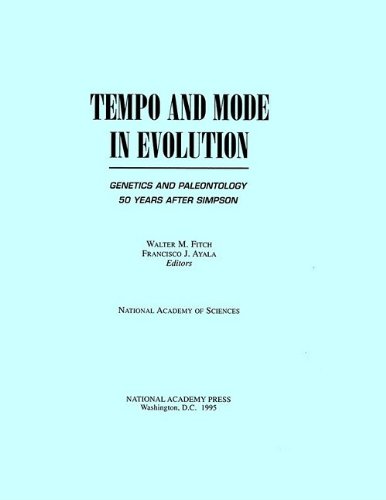 TEMPO AND MODE
IN EVOLUTION
GENETICS AND PALEONTOLOGY
50 YEARS AFTER SIMPSON
WALTER M. FITCH
FRANCISCO J. AYALA
Editors
NATIONAL ACADEMY OF SCIENCES
NATIONAL ACADEMY PRESS
Washington, D.C. 1995